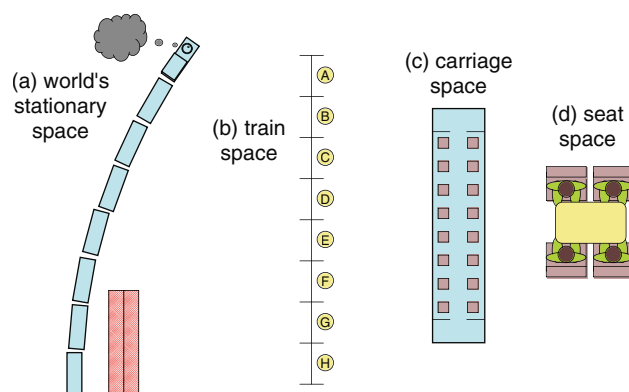 (a) world's
stationary
space
(b) train
space
A
B
C
D
E
F
G
H
(c) carriage
space
(d) seat
space